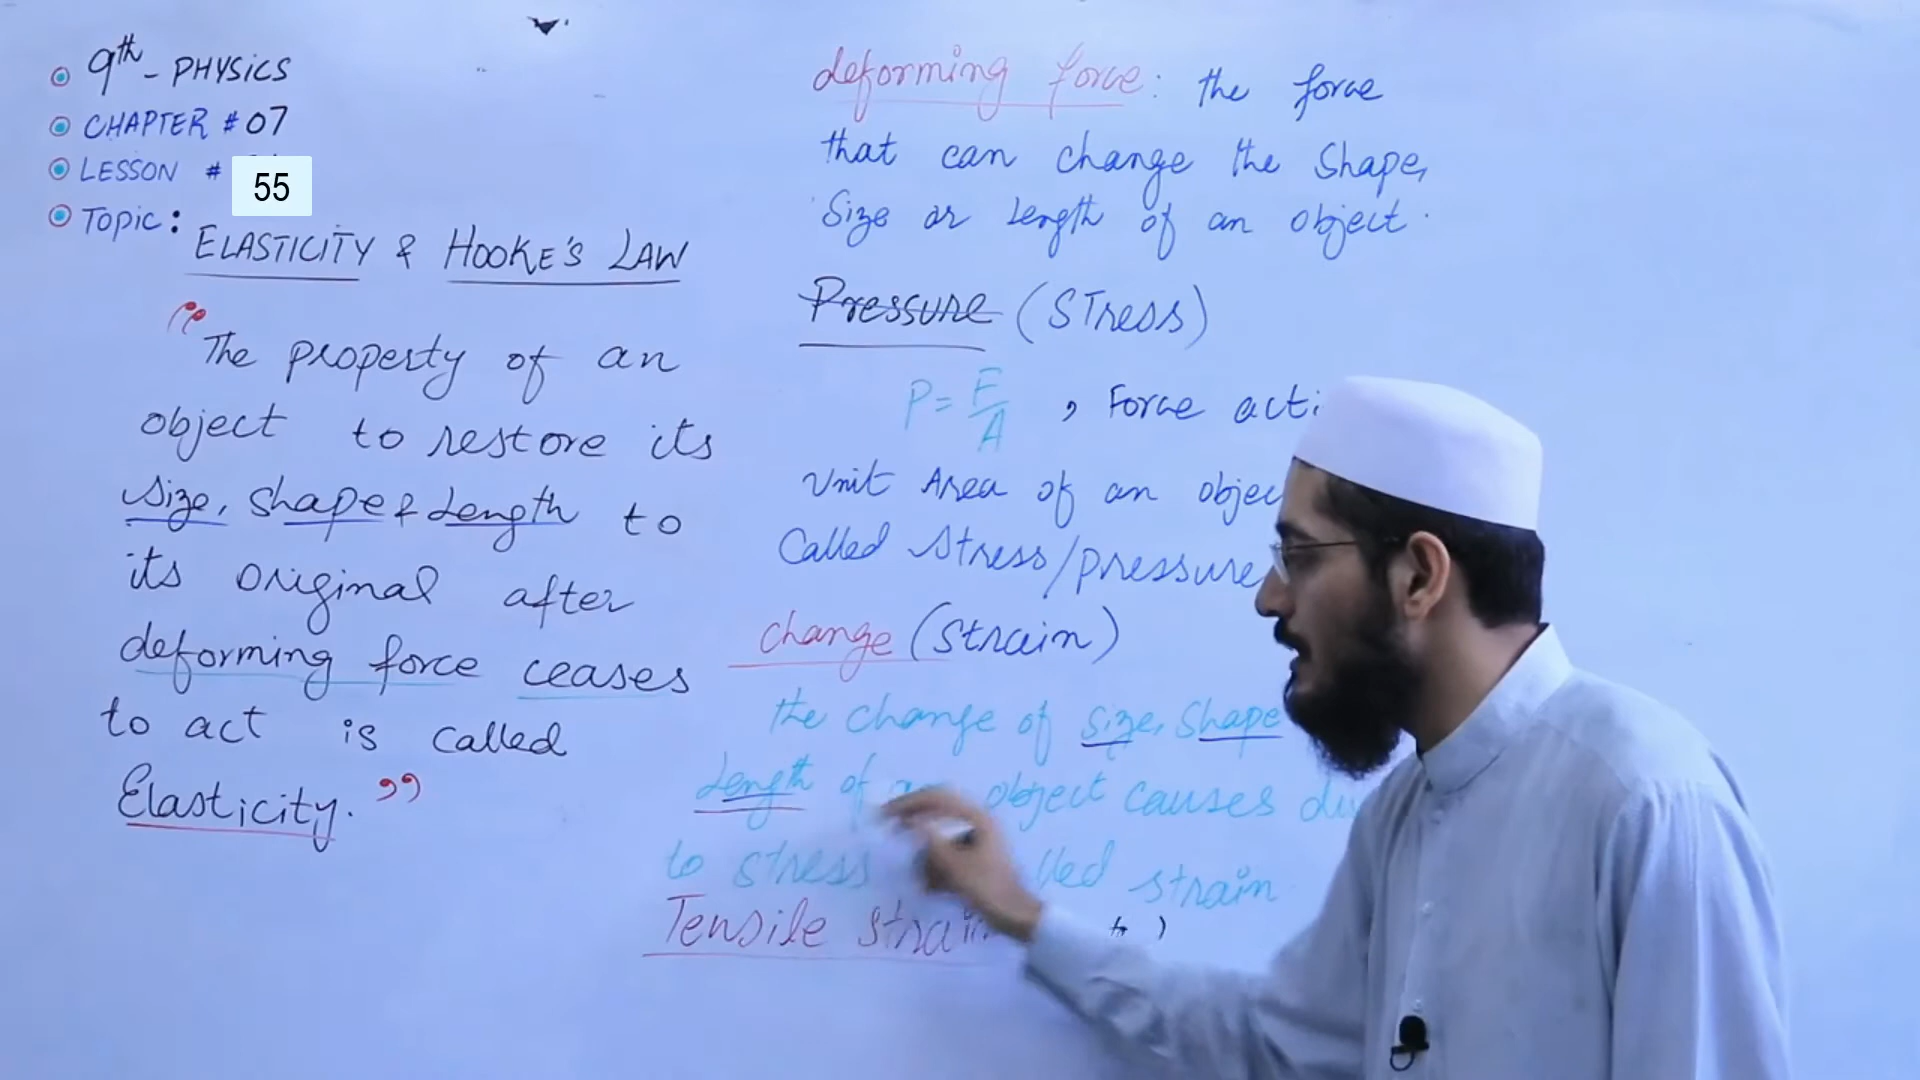 9th - PHYSICS
CHAPTER # 07
LESSON # 55
Topic:
ELASTICITY & HOOKE'S LAW
"The property of an
object to restore its
size, shape & Length to
its original after
deforming force ceases
to act is called
Elasticity."
deforming force: the force
that can change the shape,
Size or Length of an object.
Pressure (STress)
P = F/A , Force acti
Unit Area of an objec
Called Stress/pressure
change (Strain)
the change of size, shape
Length of object causes du
to stress lled strain
Tensile strain